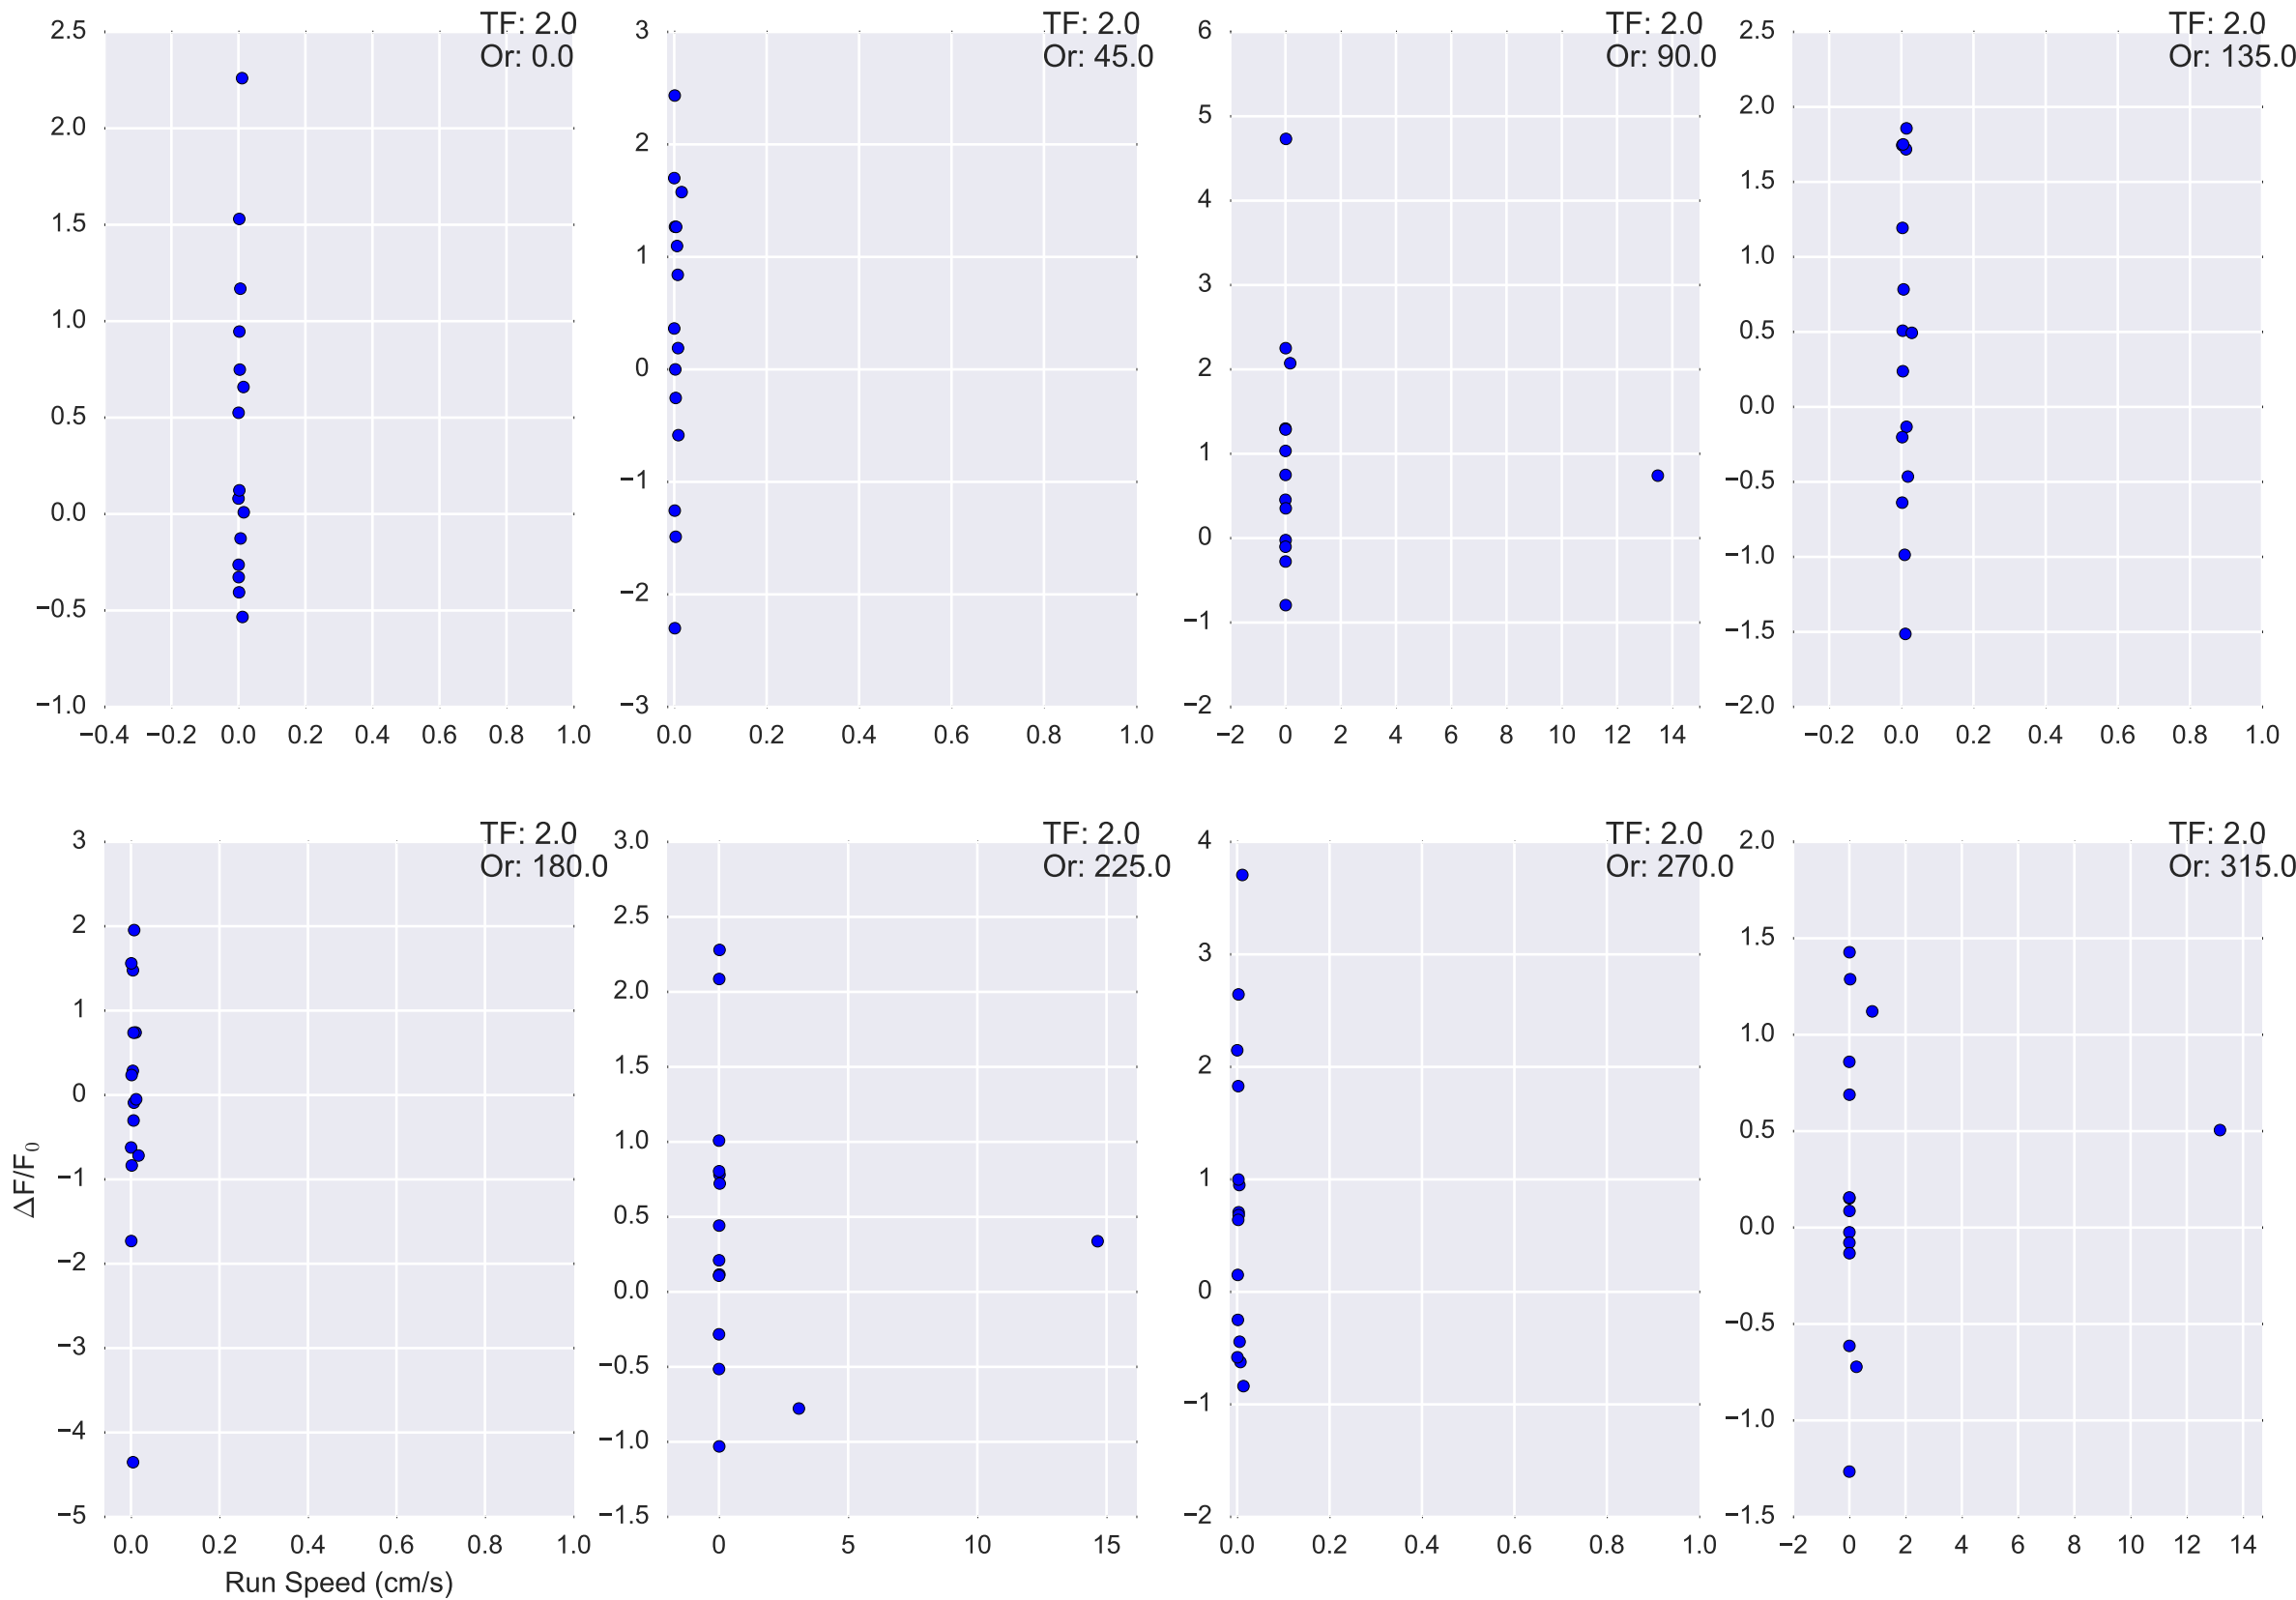 TF: 2.0
Or: 0.0
2.5
2.0
1.5
1.0
0.5
0.0
−0.5
−1.0
−0.4 −0.2 0.0 0.2 0.4 0.6 0.8 1.0
TF: 2.0
Or: 45.0
3
2
1
0
−1
−2
−3
0.0 0.2 0.4 0.6 0.8 1.0
TF: 2.0
Or: 90.0
6
5
4
3
2
1
0
−1
−2
−2 0 2 4 6 8 10 12 14
TF: 2.0
Or: 135.0
2.5
2.0
1.5
1.0
0.5
0.0
−0.5
−1.0
−1.5
−2.0
−0.2 0.0 0.2 0.4 0.6 0.8 1.0
TF: 2.0
Or: 180.0
3
2
1
0
−1
−2
−3
−4
−5
ΔF/F₀
0.0 0.2 0.4 0.6 0.8 1.0
Run Speed (cm/s)
TF: 2.0
Or: 225.0
3.0
2.5
2.0
1.5
1.0
0.5
0.0
−0.5
−1.0
−1.5
0 5 10 15
TF: 2.0
Or: 270.0
4
3
2
1
0
−1
−2
0.0 0.2 0.4 0.6 0.8 1.0
TF: 2.0
Or: 315.0
2.0
1.5
1.0
0.5
0.0
−0.5
−1.0
−1.5
−2 0 2 4 6 8 10 12 14